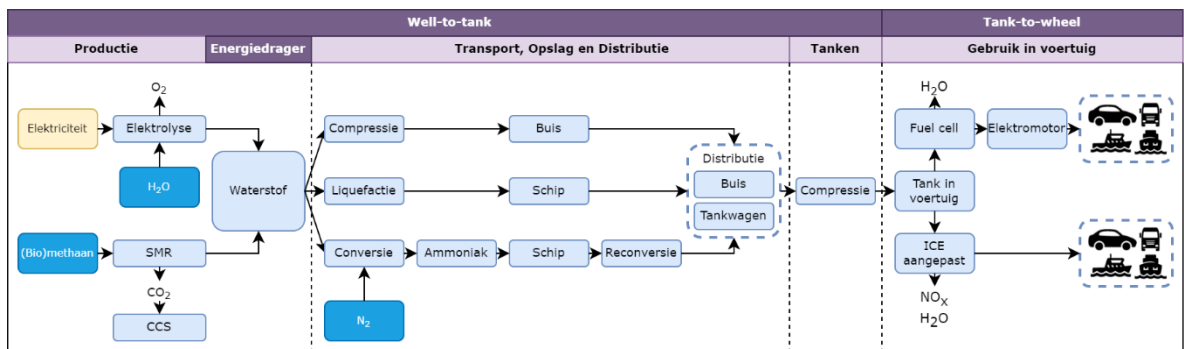 Well-to-tank
Tank-to-wheel
Productie
Energiedrager
Transport, Opslag en Distributie
Tanken
Gebruik in voertuig
O₂
Elektriciteit
Elektrolyse
H₂O
(Bio)methaan
SMR
CO₂
CCS
Waterstof
Compressie
Buis
Liquefactie
Schip
Conversie
Ammoniak
Schip
Reconversie
N₂
Distributie
Buis
Tankwagen
Compressie
H₂O
Fuel cell
Elektromotor
Tank in
voertuig
ICE
aangepast
NOₓ
H₂O